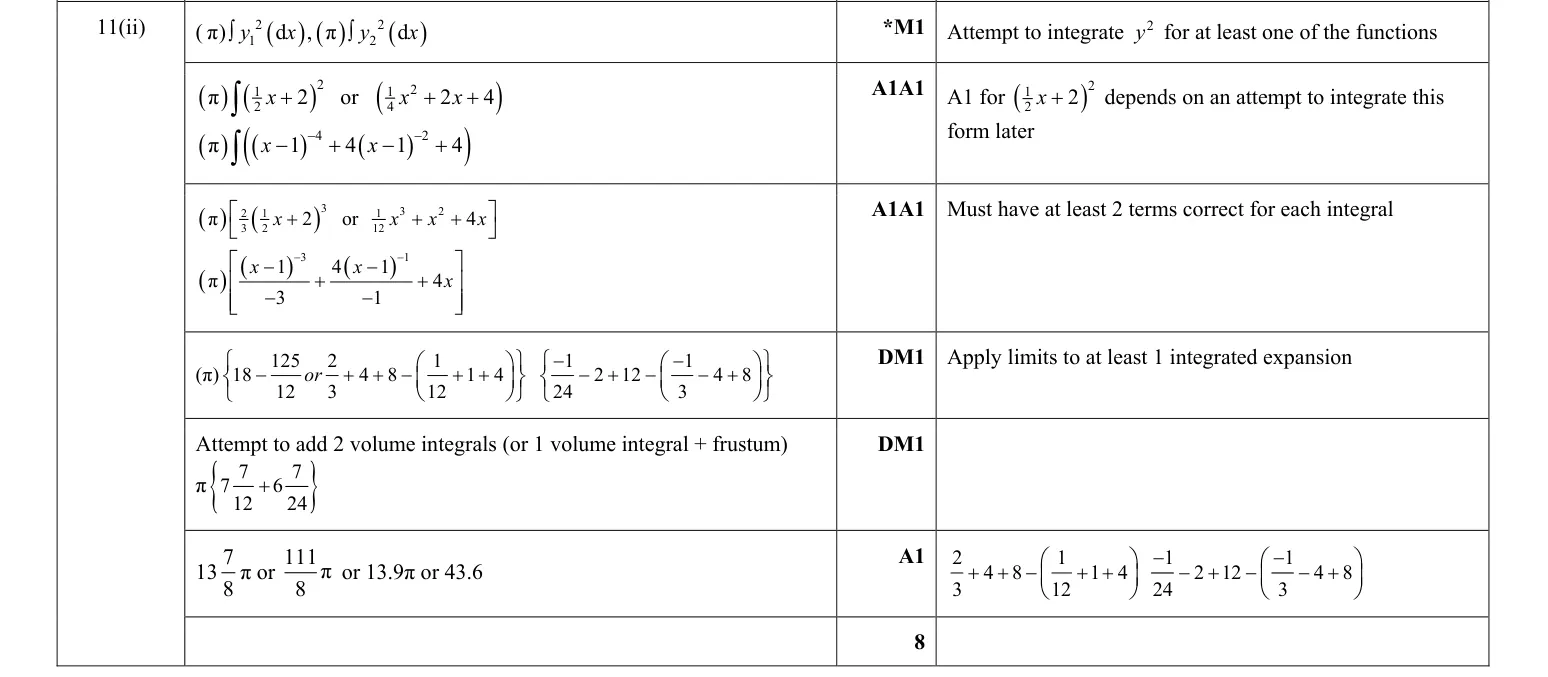 11(ii) (π)∫y₁²(dx),(π)∫y₂²(dx) *M1 Attempt to integrate y² for at least one of the functions
(π)∫(½x+2)² or (¼x²+2x+4) A1A1 A1 for (½x+2)² depends on an attempt to integrate this
form later
(π)∫((x−1)⁻⁴+4(x−1)⁻²+4)
(π)[⅔(½x+2)³ or 1/12 x³+x²+4x] A1A1 Must have at least 2 terms correct for each integral
(π)[(x−1)⁻³/−3 + 4(x−1)⁻¹/−1 + 4x]
(π){18−125/12 or 2/3+4+8−(1/12+1+4)} {−1/24−2+12−(−1/3−4+8)} DM1 Apply limits to at least 1 integrated expansion
Attempt to add 2 volume integrals (or 1 volume integral + frustum) DM1
π{7 7/12+6 7/24}
13 7/8 π or 111/8 π or 13.9π or 43.6 A1 2/3+4+8−(1/12+1+4) −1/24−2+12−(−1/3−4+8)
8